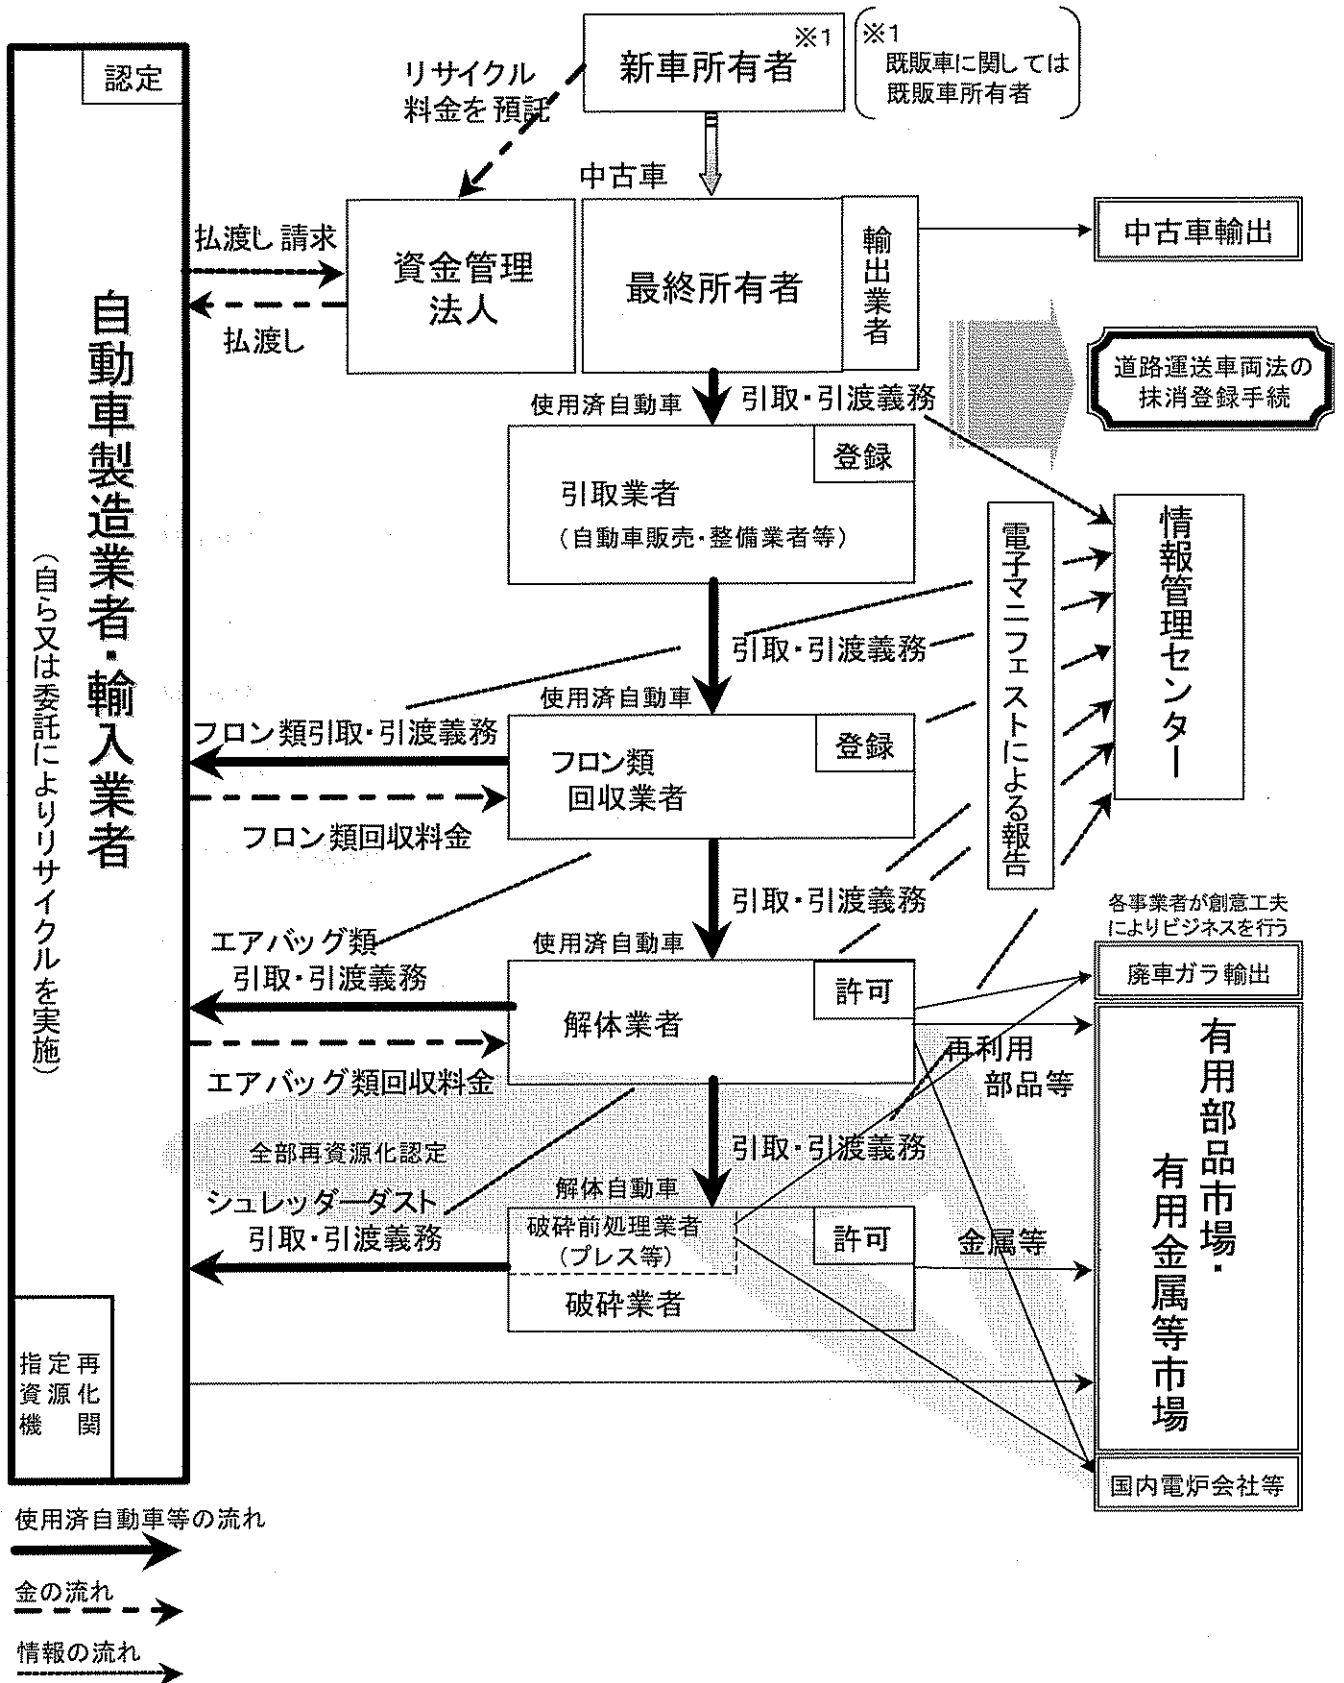 新車所有者※1
※1
既販車に関しては
既販車所有者
認定
自動車製造業者・輸入業者
（自ら又は委託によりリサイクルを実施）
指定再
資源化
機関
リサイクル
料金を預託
中古車
払渡し請求
払渡し
資金管理
法人
最終所有者
輸出業者
中古車輸出
道路運送車両法の
抹消登録手続
使用済自動車
引取・引渡義務
登録
引取業者
（自動車販売・整備業者等）
電子マニフェストによる報告
情報管理センター
引取・引渡義務
使用済自動車
フロン類引取・引渡義務
登録
フロン類
回収業者
フロン類回収料金
引取・引渡義務
使用済自動車
エアバッグ類
引取・引渡義務
許可
解体業者
エアバッグ類回収料金
各事業者が創意工夫
によりビジネスを行う
廃車ガラ輸出
再利用
部品等
有用部品市場・
有用金属等市場
全部再資源化認定
引取・引渡義務
解体自動車
シュレッダーダスト
引取・引渡義務
破砕前処理業者
（プレス等）
許可
破砕業者
金属等
国内電炉会社等
使用済自動車等の流れ
金の流れ
情報の流れ